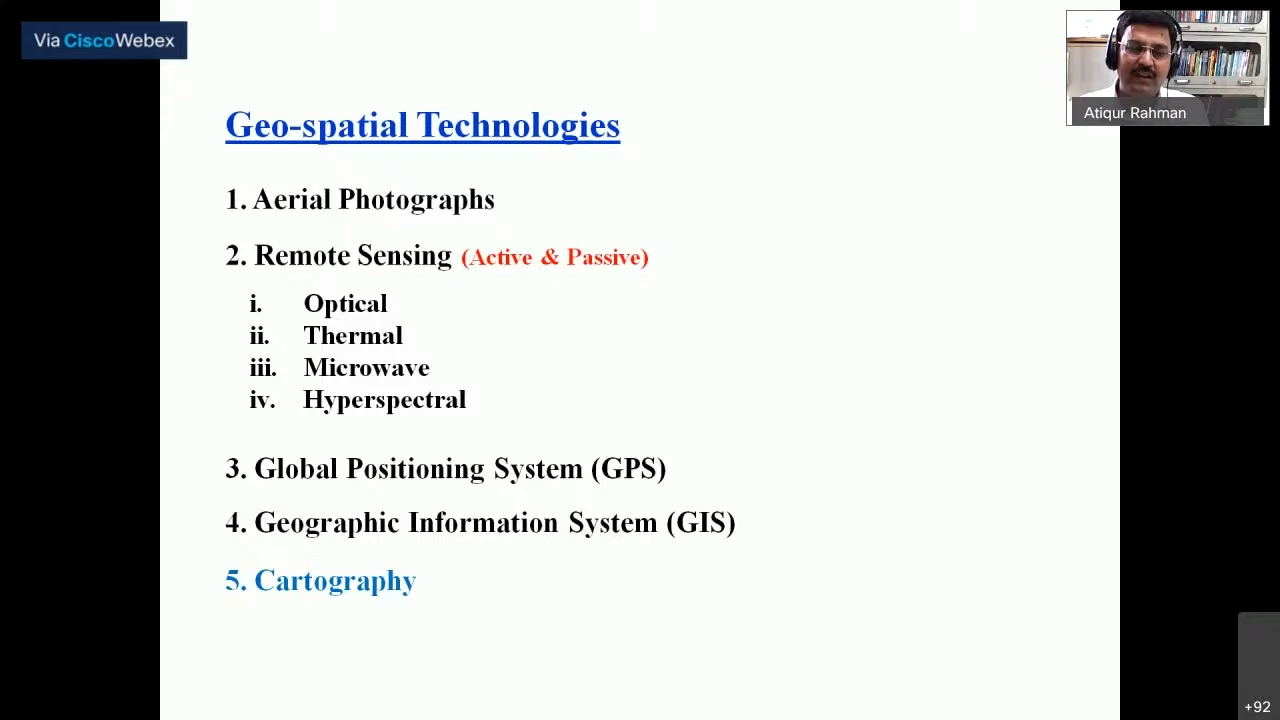 Via CiscoWebex
Atiqur Rahman
Geo-spatial Technologies
1. Aerial Photographs
2. Remote Sensing (Active & Passive)
i. Optical
ii. Thermal
iii. Microwave
iv. Hyperspectral
3. Global Positioning System (GPS)
4. Geographic Information System (GIS)
5. Cartography
+92